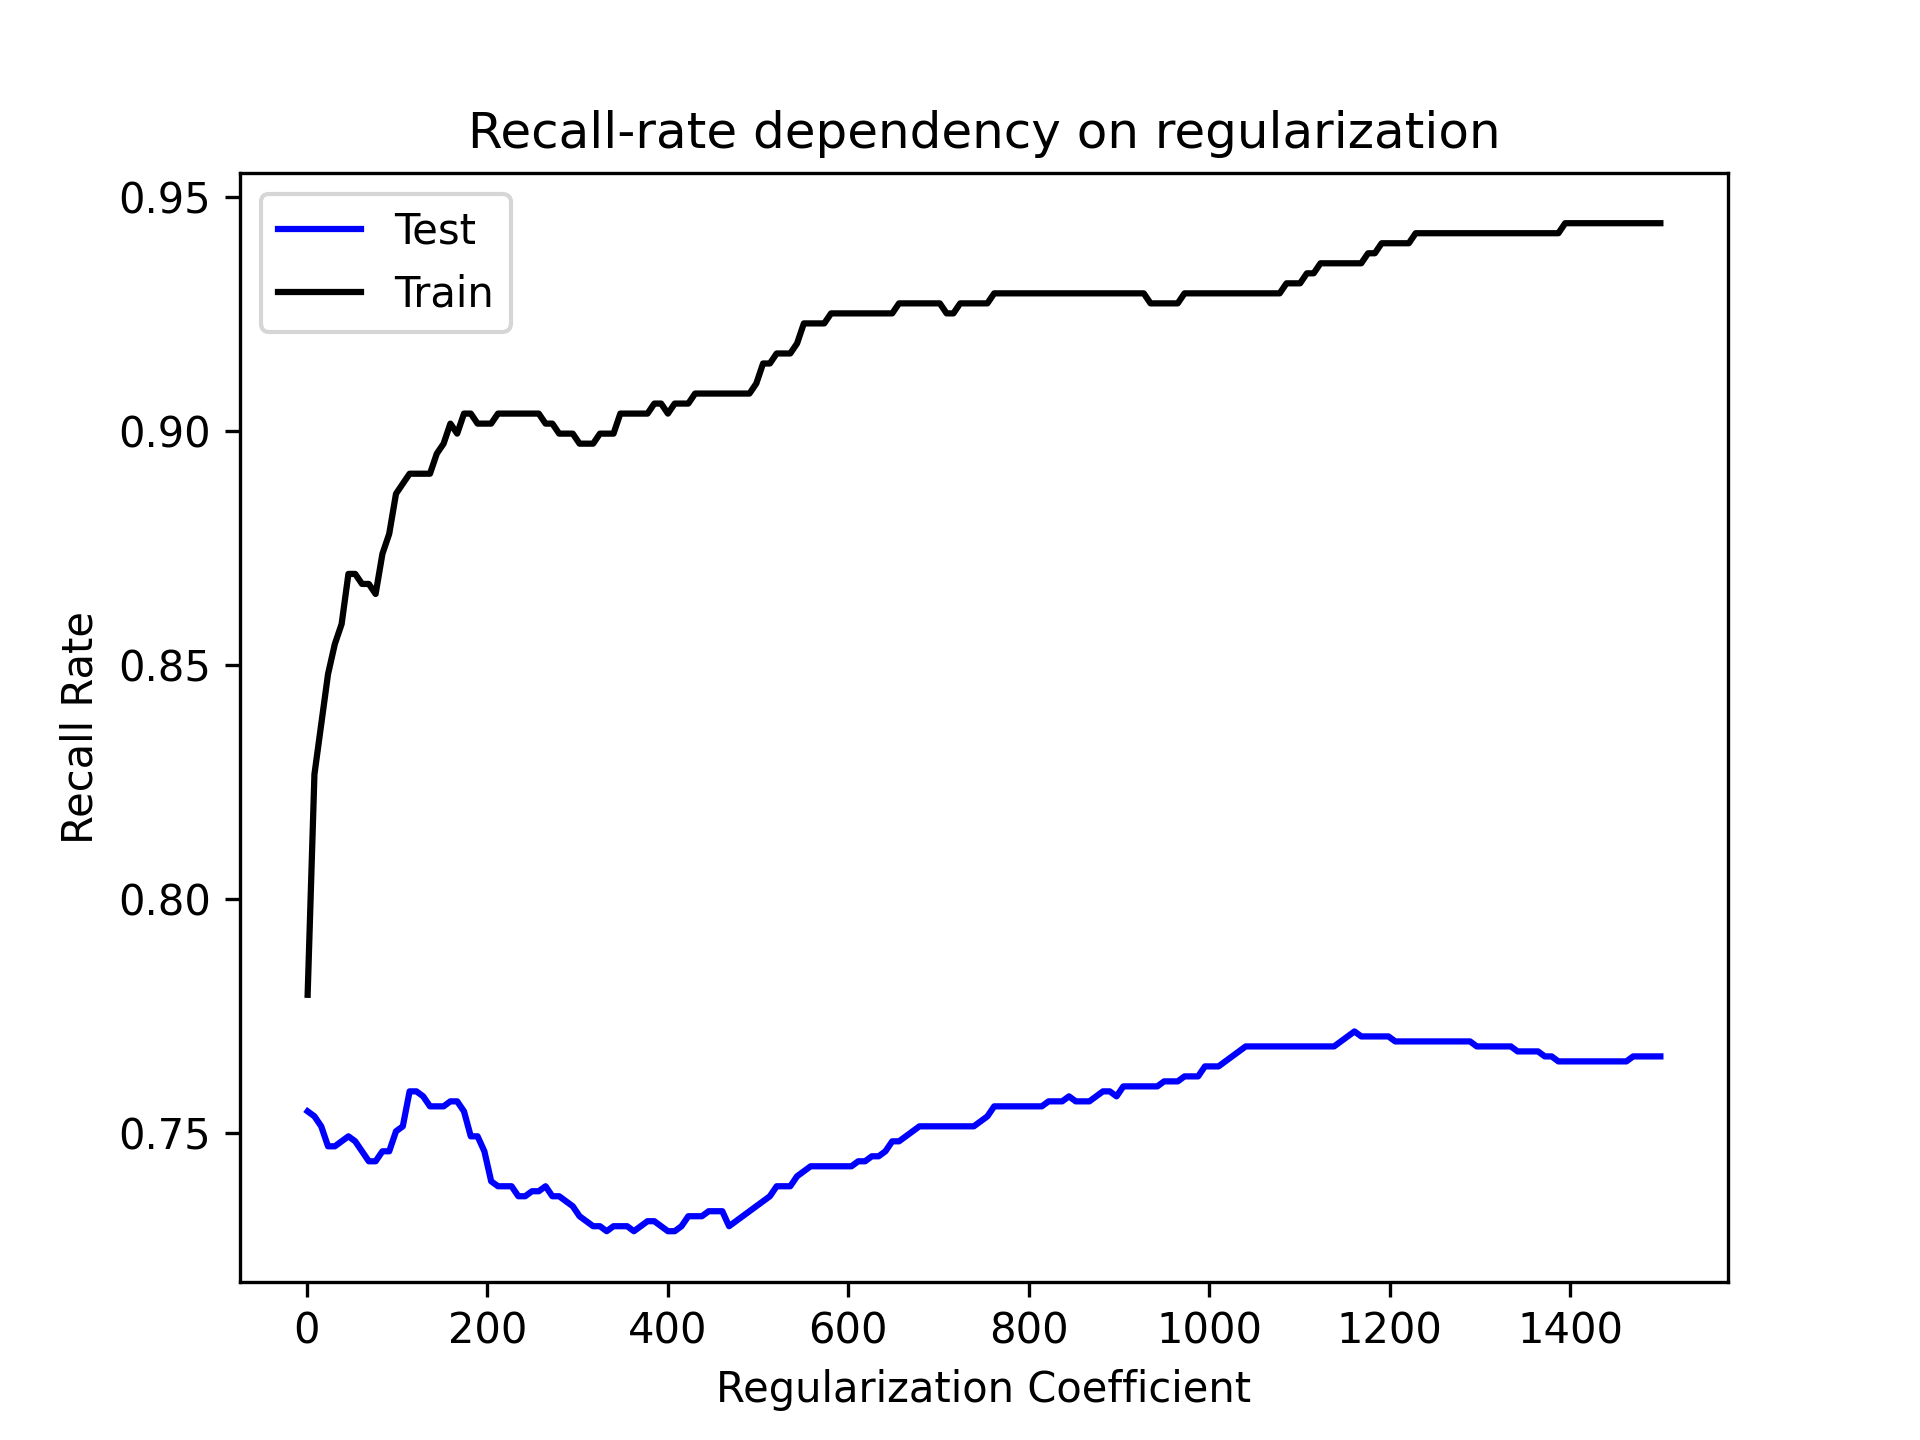 Recall-rate dependency on regularization
Test
Train
0.95
0.90
0.85
0.80
0.75
Recall Rate
0 200 400 600 800 1000 1200 1400
Regularization Coefficient